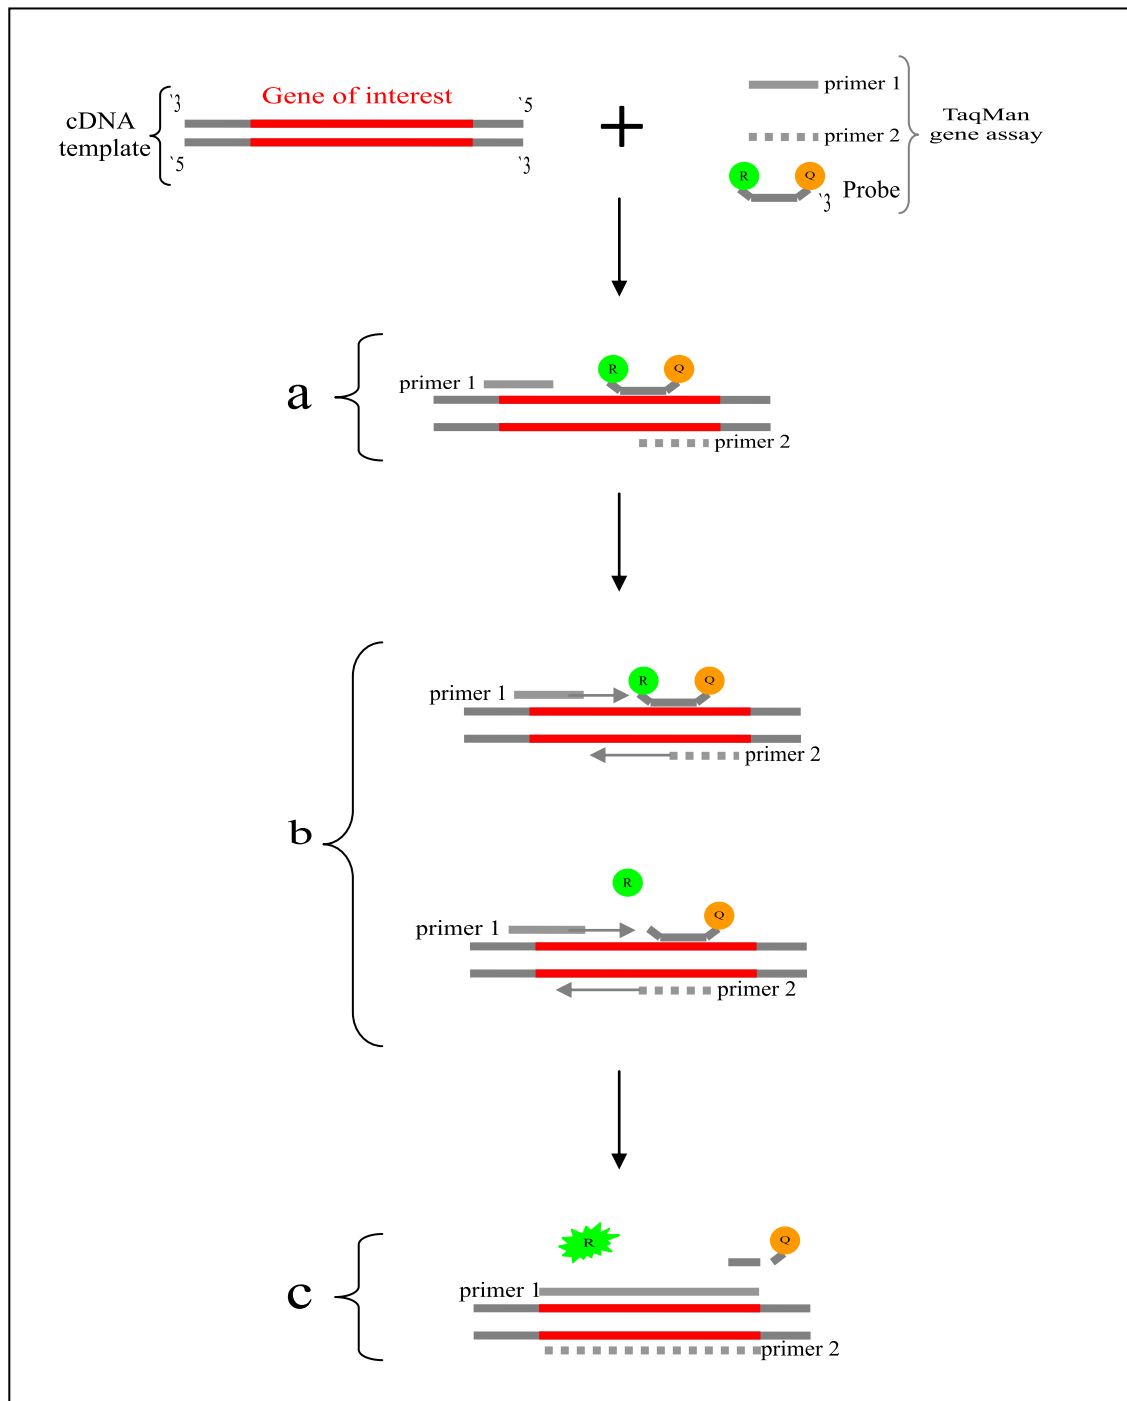 Gene of interest
`3
`5
cDNA
template
`5
`3
primer 1
primer 2
R
Q
`3
Probe
TaqMan
gene assay
a
R
Q
primer 1
primer 2
b
R
Q
primer 1
primer 2
R
Q
primer 1
primer 2
c
R
Q
primer 1
primer 2